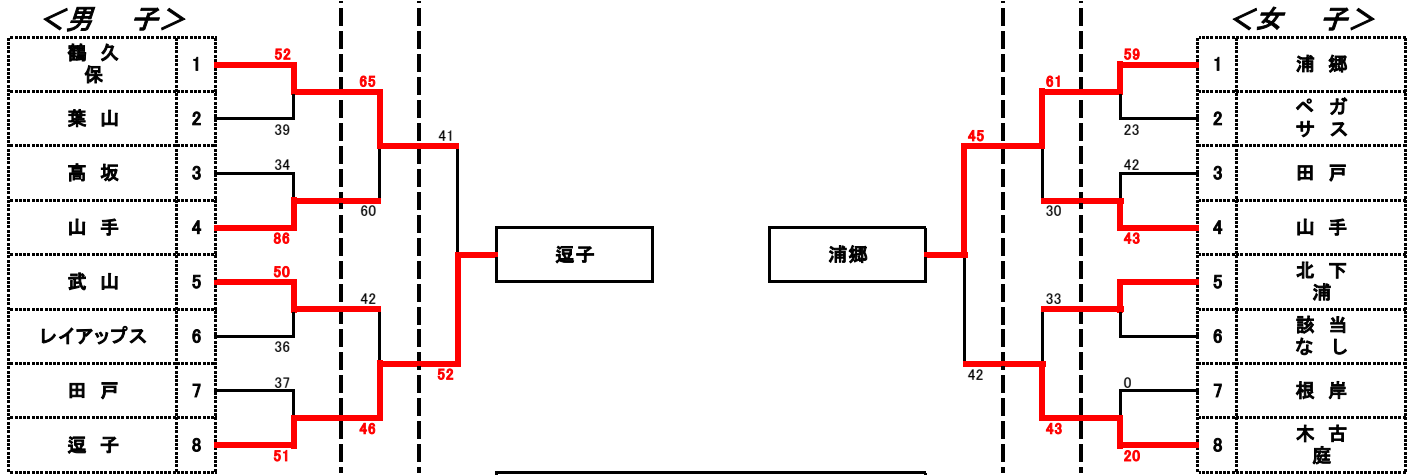 ＜男　子＞
鶴 久
保
1
52
葉 山
2
39
高 坂
3
34
山 手
4
86
武 山
5
50
レイアップス
6
36
田 戸
7
37
逗 子
8
51
65
60
42
46
41
52
逗子
＜女　子＞
59
1
浦 郷
23
2
ペ ガ
サ ス
42
3
田 戸
43
4
山 手
5
北 下
浦
6
該 当
な し
0
7
根 岸
20
8
木 古
庭
61
30
33
43
45
42
浦郷